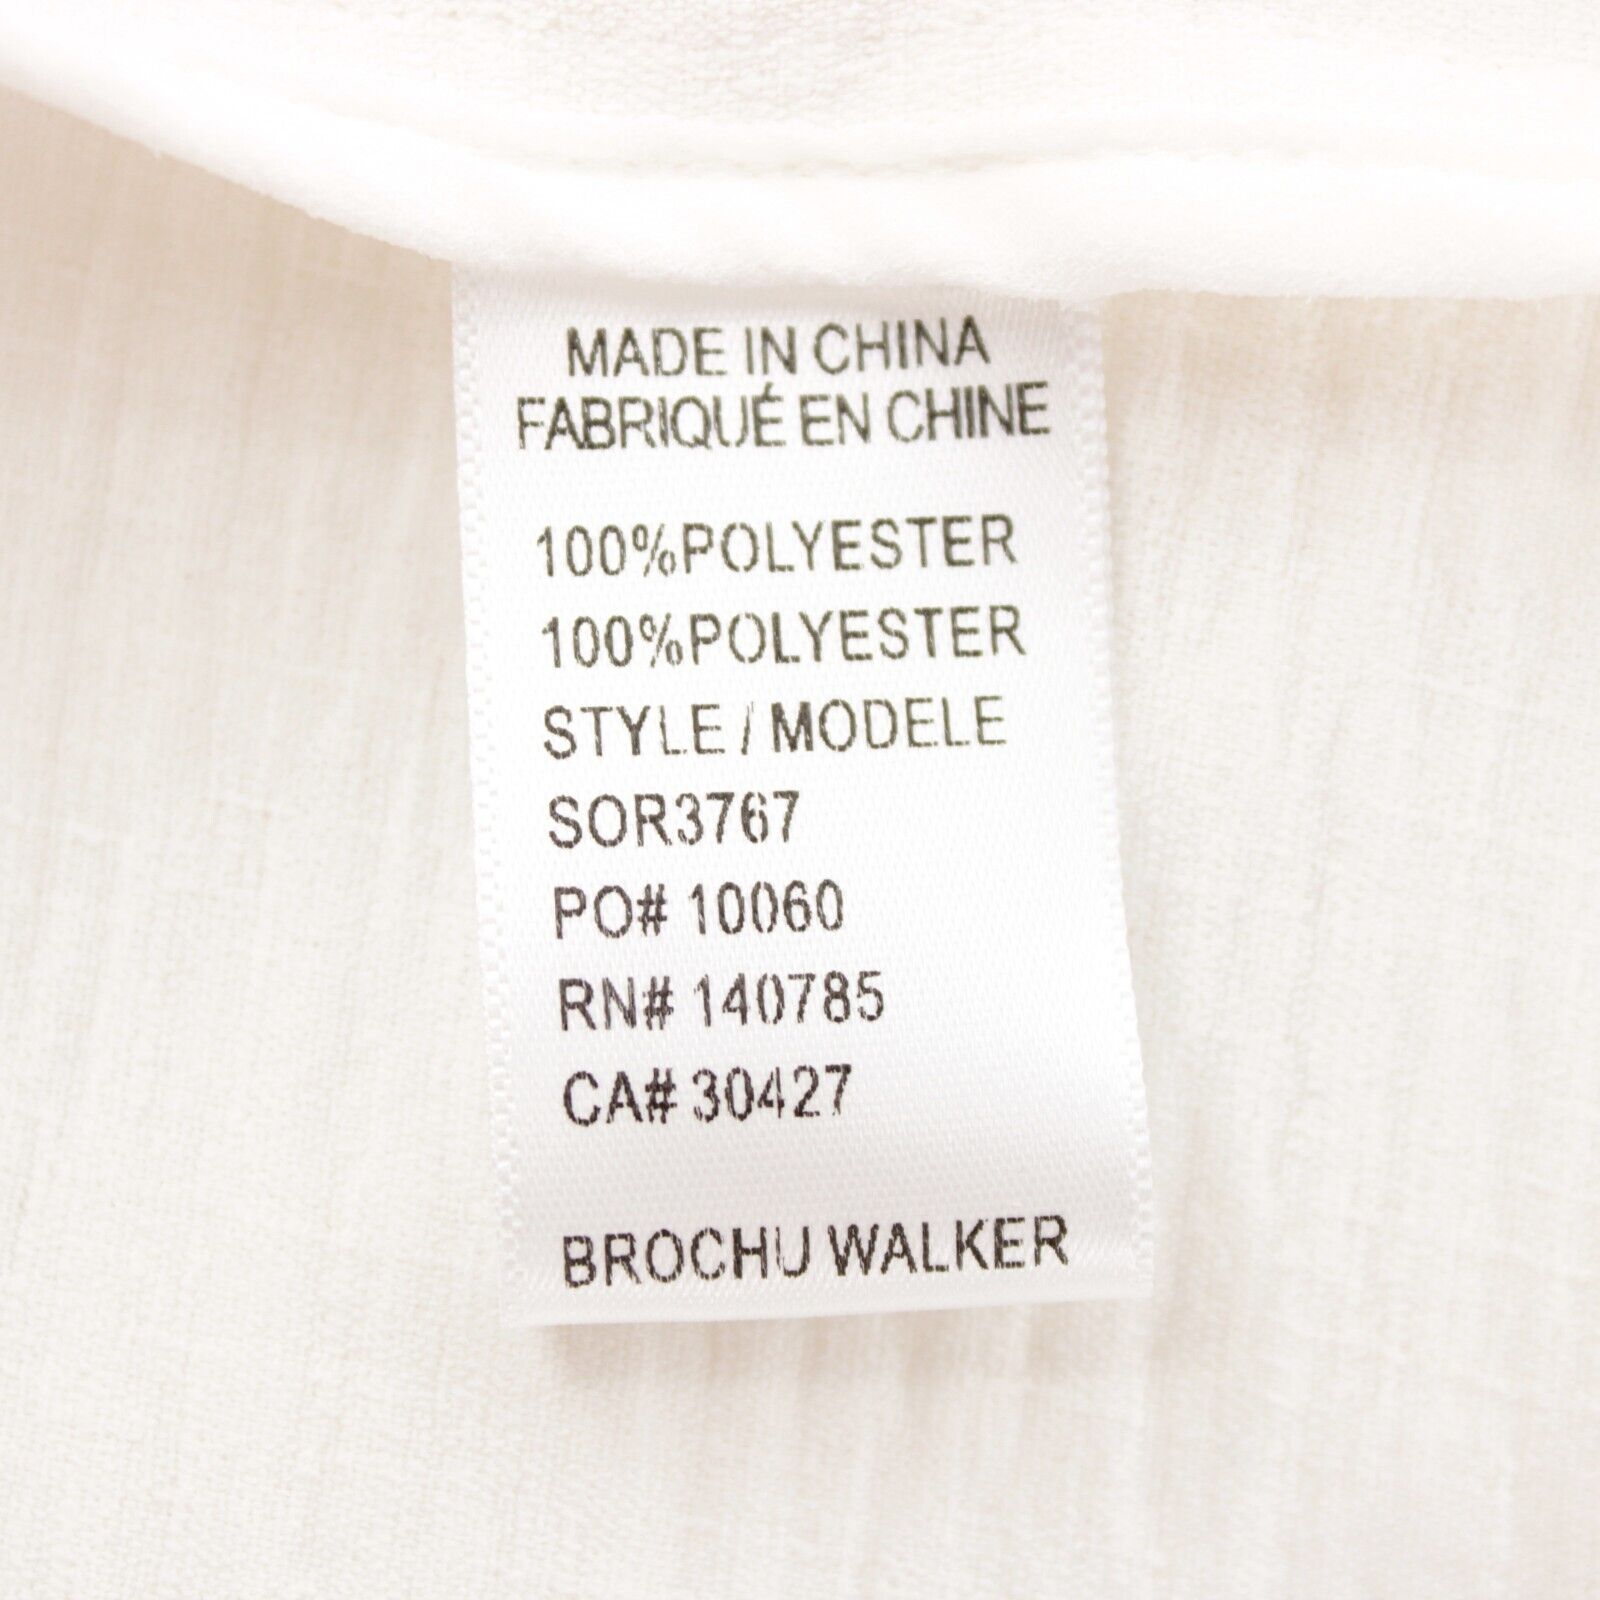 MADE IN CHINA
FABRIQUÉ EN CHINE
100%POLYESTER
100%POLYESTER
STYLE / MODELE
SOR3767
PO# 10060
RN# 140785
CA# 30427
BROCHU WALKER